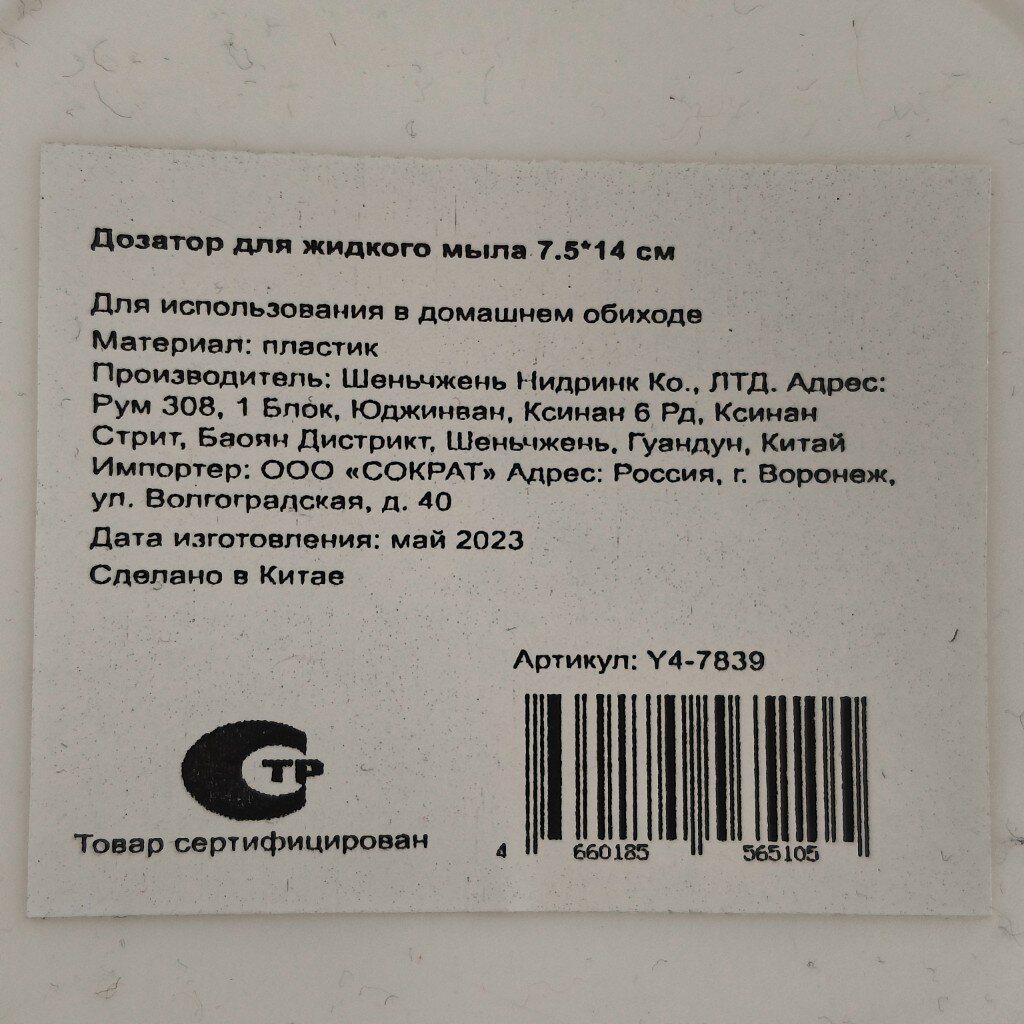 Дозатор для жидкого мыла 7.5*14 см
Для использования в домашнем обиходе
Материал: пластик
Производитель: Шеньчжень Нидринк Ко., ЛТД. Адрес:
Рум 308, 1 Блок, Юджинван, Ксинан 6 Рд, Ксинан
Стрит, Баоян Дистрикт, Шеньчжень, Гуандун, Китай
Импортер: ООО «СОКРАТ» Адрес: Россия, г. Воронеж,
ул. Волгоградская, д. 40
Дата изготовления: май 2023
Сделано в Китае
Артикул: Y4-7839
СТР
Товар сертифицирован
4 660185 565105